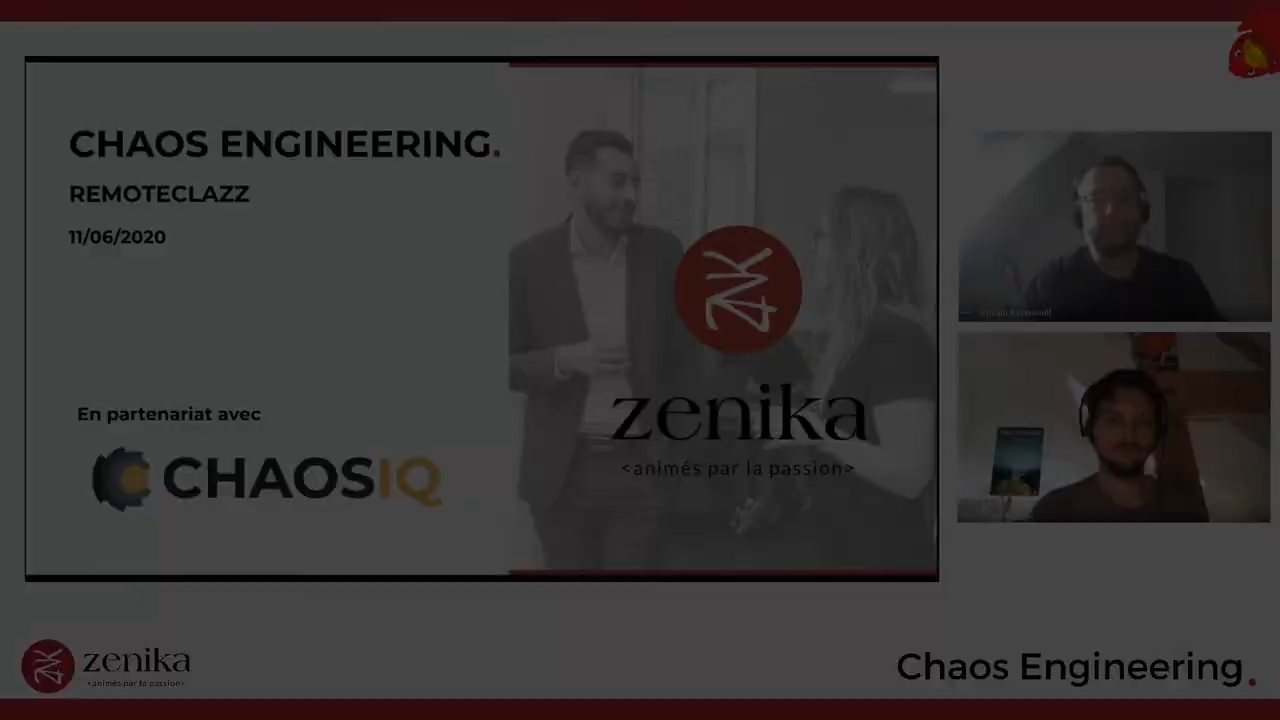 CHAOS ENGINEERING.
REMOTECLAZZ
11/06/2020
En partenariat avec
CHAOSIQ
zenika
<animés par la passion>
zenika
<animés par la passion>
Chaos Engineering.